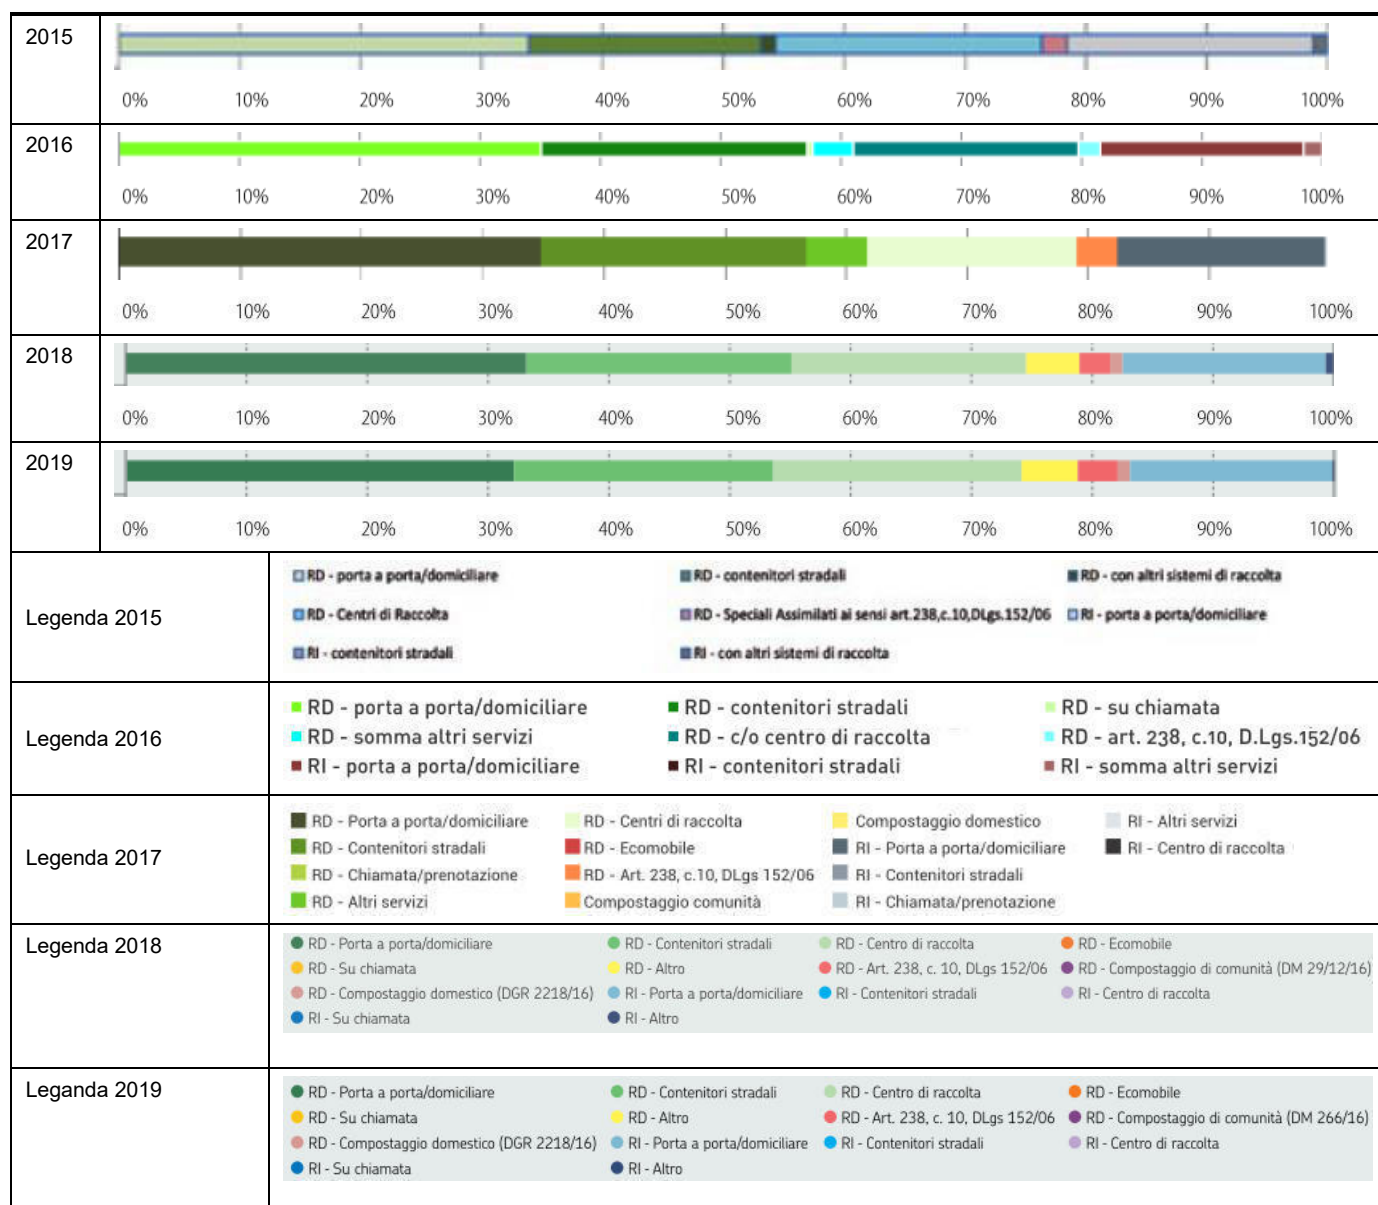 2015
0% 10% 20% 30% 40% 50% 60% 70% 80% 90% 100%
2016
0% 10% 20% 30% 40% 50% 60% 70% 80% 90% 100%
2017
0% 10% 20% 30% 40% 50% 60% 70% 80% 90% 100%
2018
0% 10% 20% 30% 40% 50% 60% 70% 80% 90% 100%
2019
0% 10% 20% 30% 40% 50% 60% 70% 80% 90% 100%
Legenda 2015
RD - porta a porta/domiciliare RD - contenitori stradali RD - con altri sistemi di raccolta
RD - Centri di Raccolta RD - Speciali Assimilati ai sensi art.238,c.10,DLgs.152/06 RI - porta a porta/domiciliare
RI - contenitori stradali RI - con altri sistemi di raccolta
Legenda 2016
RD - porta a porta/domiciliare RD - contenitori stradali RD - su chiamata
RD - somma altri servizi RD - c/o centro di raccolta RD - art. 238, c.10, D.Lgs.152/06
RI - porta a porta/domiciliare RI - contenitori stradali RI - somma altri servizi
Legenda 2017
RD - Porta a porta/domiciliare RD - Centri di raccolta Compostaggio domestico RI - Altri servizi
RD - Contenitori stradali RD - Ecomobile RI - Porta a porta/domiciliare RI - Centro di raccolta
RD - Chiamata/prenotazione RD - Art. 238, c.10, DLgs 152/06 RI - Contenitori stradali
RD - Altri servizi Compostaggio comunità RI - Chiamata/prenotazione
Legenda 2018
RD - Porta a porta/domiciliare RD - Contenitori stradali RD - Centro di raccolta RD - Ecomobile
RD - Su chiamata RD - Altro RD - Art. 238, c. 10, DLgs 152/06 RD - Compostaggio di comunità (DM 29/12/16)
RD - Compostaggio domestico (DGR 2218/16) RI - Porta a porta/domiciliare RI - Contenitori stradali RI - Centro di raccolta
RI - Su chiamata RI - Altro
Leganda 2019
RD - Porta a porta/domiciliare RD - Contenitori stradali RD - Centro di raccolta RD - Ecomobile
RD - Su chiamata RD - Altro RD - Art. 238, c. 10, DLgs 152/06 RD - Compostaggio di comunità (DM 266/16)
RD - Compostaggio domestico (DGR 2218/16) RI - Porta a porta/domiciliare RI - Contenitori stradali RI - Centro di raccolta
RI - Su chiamata RI - Altro